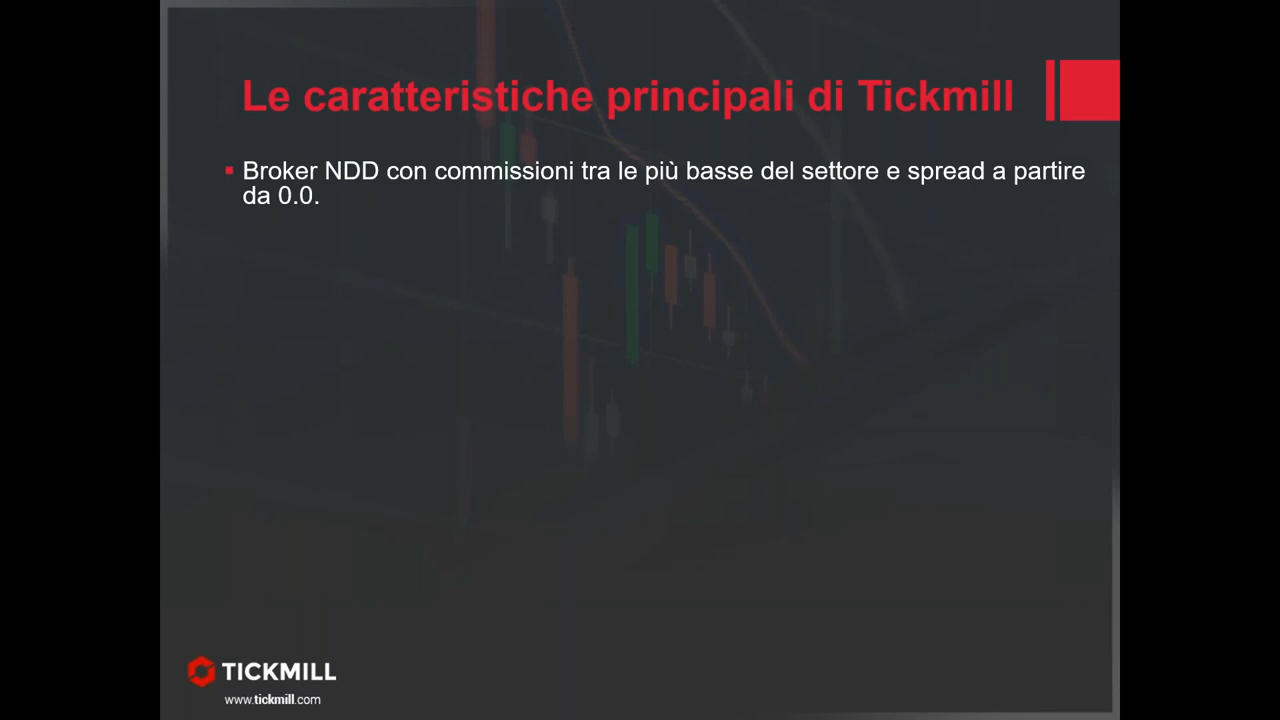 Le caratteristiche principali di Tickmill
Broker NDD con commissioni tra le più basse del settore e spread a partire
da 0.0.
TICKMILL
www.tickmill.com